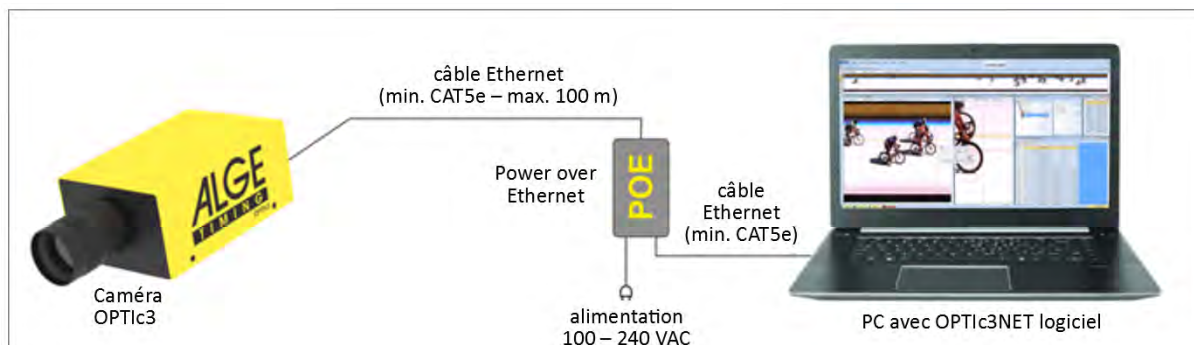 câble Ethernet
(min. CAT5e – max. 100 m)
ALGE
TIMING
Power over
Ethernet
POE
câble
Ethernet
(min. CAT5e)
Caméra
OPTIc3
alimentation
100 – 240 VAC
PC avec OPTIc3NET logiciel